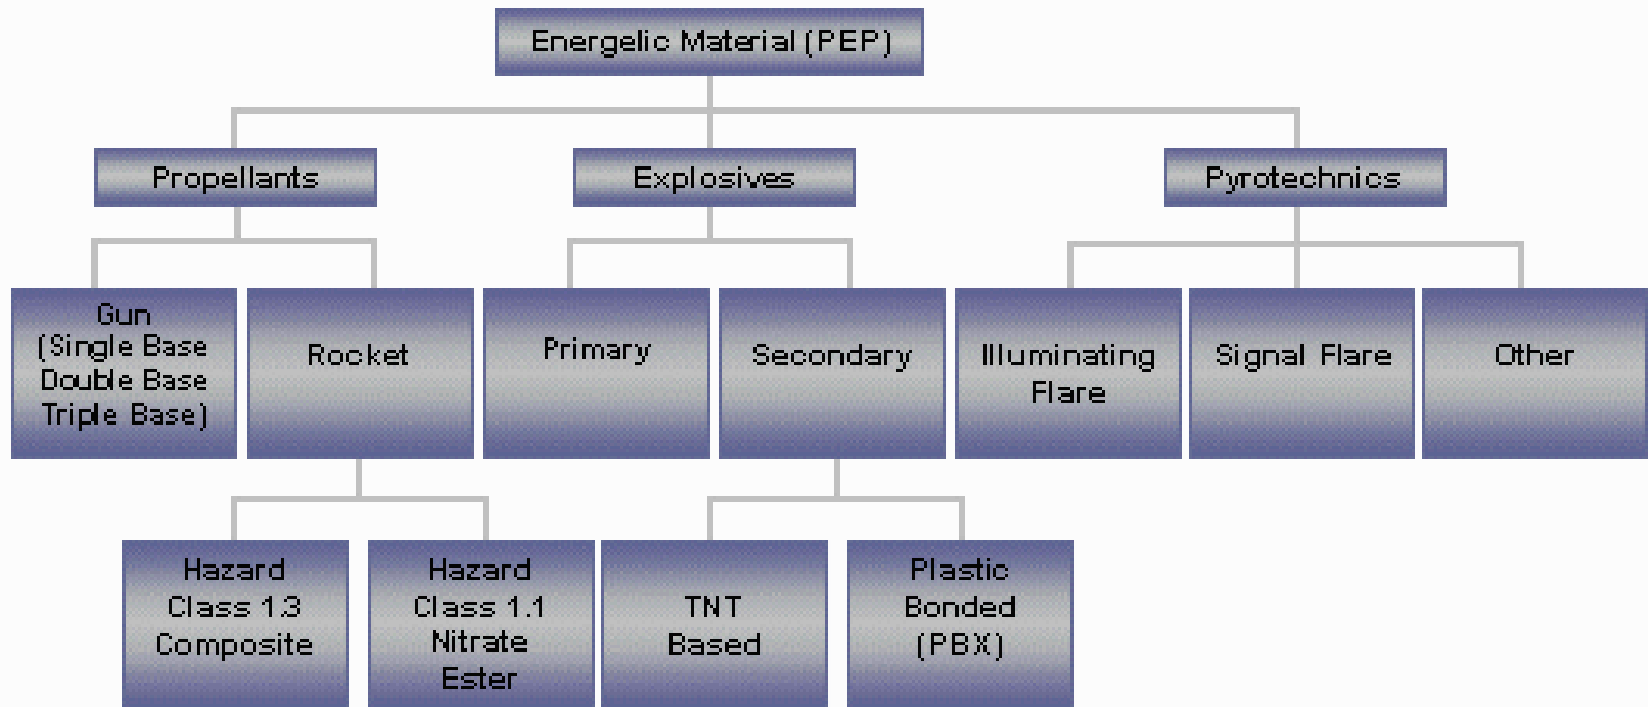 Energelic Material (PEP)
Propellants
Explosives
Pyrotechnics
Gun
(Single Base
Double Base
Triple Base)
Rocket
Primary
Secondary
Illuminating
Flare
Signal Flare
Other
Hazard
Class 1.3
Composite
Hazard
Class 1.1
Nitrate
Ester
TNT
Based
Plastic
Bonded
(PBX)